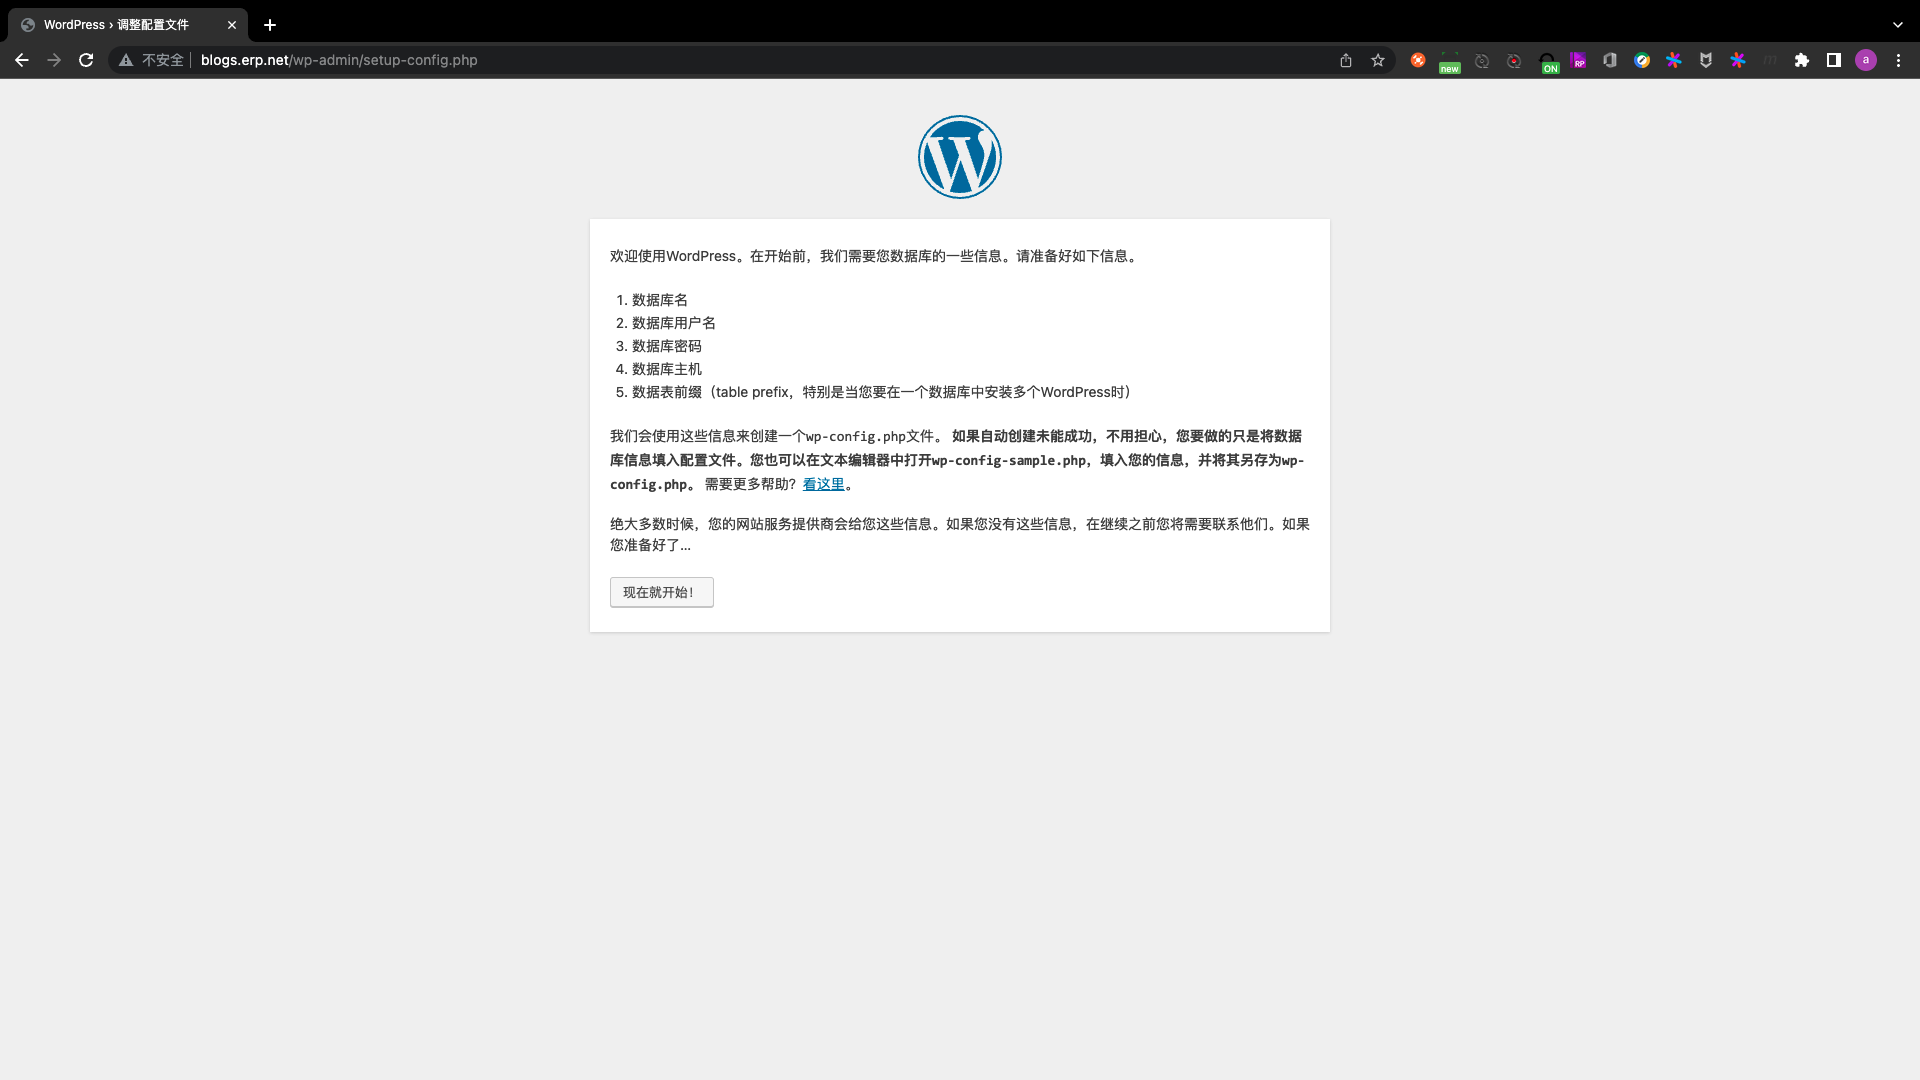 WordPress › 调整配置文件
不安全 blogs.erp.net/wp-admin/setup-config.php
new
ON
RP
a
欢迎使用WordPress。在开始前，我们需要您数据库的一些信息。请准备好如下信息。
1. 数据库名
2. 数据库用户名
3. 数据库密码
4. 数据库主机
5. 数据表前缀（table prefix，特别是当您要在一个数据库中安装多个WordPress时）
我们会使用这些信息来创建一个wp-config.php文件。 如果自动创建未能成功，不用担心，您要做的只是将数据
库信息填入配置文件。您也可以在文本编辑器中打开wp-config-sample.php，填入您的信息，并将其另存为wp-
config.php。 需要更多帮助？看这里。
绝大多数时候，您的网站服务提供商会给您这些信息。如果您没有这些信息，在继续之前您将需要联系他们。如果
您准备好了…
现在就开始！